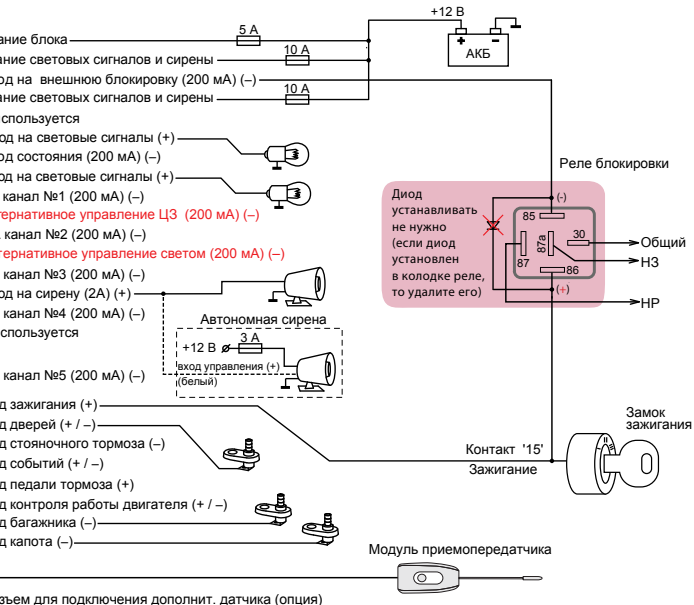 +12 В
ание блока
5 А
АКБ
ание световых сигналов и сирены
10 А
од на внешнюю блокировку (200 мА) (–)
ание световых сигналов и сирены
10 А
спользуется
од на световые сигналы (+)
од состояния (200 мА) (–)
од на световые сигналы (+)
канал №1 (200 мА) (–)
тернативное управление ЦЗ (200 мА) (–)
канал №2 (200 мА) (–)
тернативное управление светом (200 мА) (–)
канал №3 (200 мА) (–)
од на сирену (2А) (+)
канал №4 (200 мА) (–)
спользуется
канал №5 (200 мА) (–)
Автономная сирена
+12 В
3 А
вход управления (+)
(белый)
Реле блокировки
Диод
устанавливать
не нужно
(если диод
установлен
в колодке реле,
то удалите его)
(-)
85
87а
30
87
86
(+)
Общий
НЗ
НР
д зажигания (+)
д дверей (+ / –)
д стояночного тормоза (–)
д событий (+ / –)
д педали тормоза (+)
д контроля работы двигателя (+ / –)
д багажника (–)
д капота (–)
Контакт '15'
Зажигание
Замок
зажигания
Модуль приемопередатчика
зъем для подключения дополнит. датчика (опция)